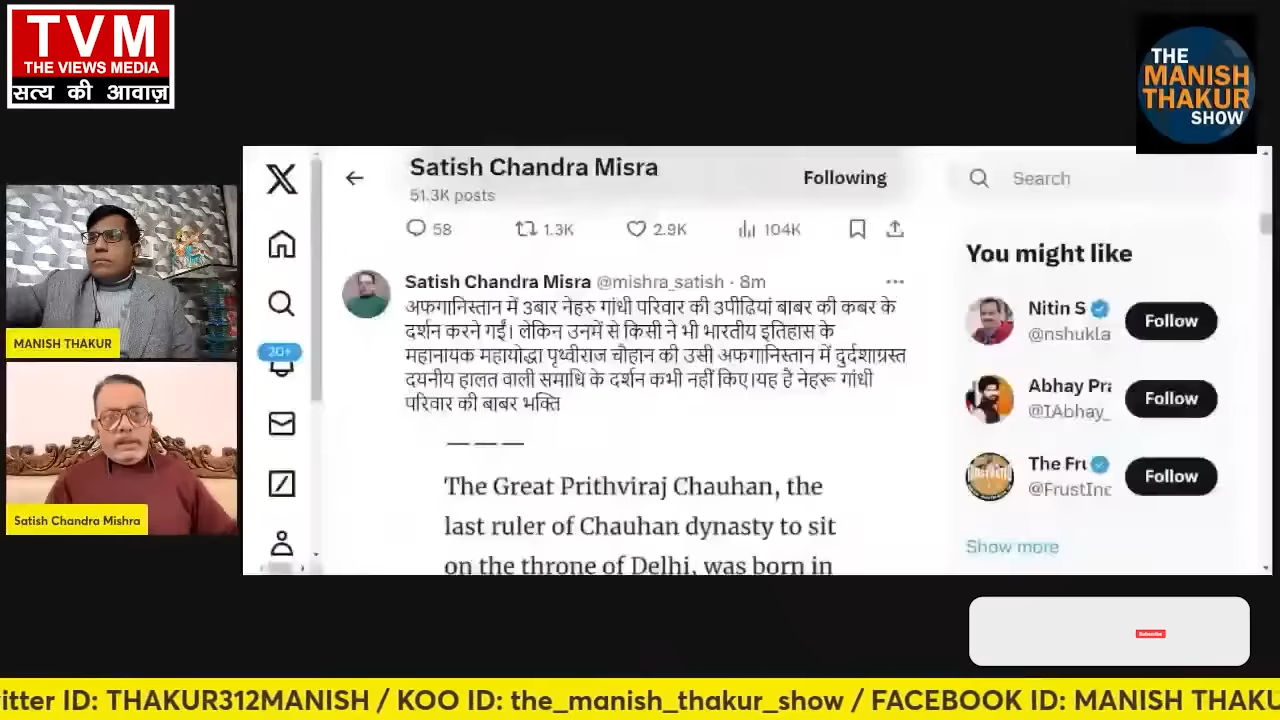 TVM
THE VIEWS MEDIA
सत्य की आवाज़
THE
MANISH
THAKUR
SHOW
MANISH THAKUR
Satish Chandra Mishra
20+
Satish Chandra Misra
51.3K posts
Following
58 1.3K 2.9K 104K
Satish Chandra Misra @mishra_satish · 8m
अफगानिस्तान में 3बार नेहरु गांधी परिवार की 3पीढियां बाबर की कबर के
दर्शन करने गईं। लेकिन उनमें से किसी ने भी भारतीय इतिहास के
महानायक महायोद्धा पृथ्वीराज चौहान की उसी अफगानिस्तान में दुर्दशाग्रस्त
दयनीय हालत वाली समाधि के दर्शन कभी नहीं किए।यह है नेहरू गांधी
परिवार की बाबर भक्ति
The Great Prithviraj Chauhan, the
last ruler of Chauhan dynasty to sit
on the throne of Delhi, was born in
Search
You might like
Nitin S
@nshukla
Follow
Abhay Pra
@IAbhay_
Follow
The Fru
@FrustInd
Follow
Show more
Subscribe
itter ID: THAKUR312MANISH / KOO ID: the_manish_thakur_show / FACEBOOK ID: MANISH THAKU